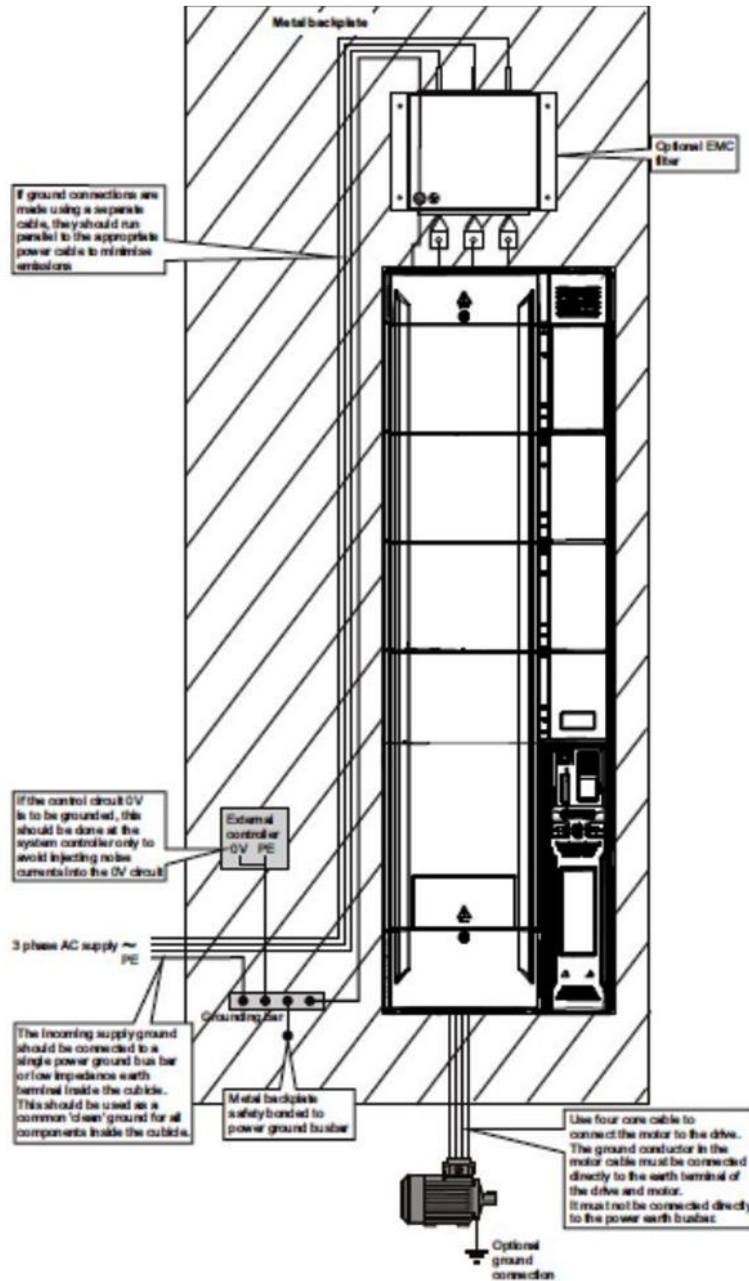 Metal backplate
Optional EMC
filter
If ground connections are
made using a separate
cable, they should run
parallel to the appropriate
power cable to minimise
emissions
If the control circuit 0V
is to be grounded, this
should be done at the
system controller only to
avoid injecting noise
currents into the 0V circuit
External
controller
0V PE
3 phase AC supply ~
PE
Grounding bar
The incoming supply ground
should be connected to a
single power ground bus bar
or low impedance earth
terminal inside the cubicle.
This should be used as a
common 'clean' ground for all
components inside the cubicle.
Metal backplate
safety bonded to
power ground busbar
Use four core cable to
connect the motor to the drive.
The ground conductor in the
motor cable must be connected
directly to the earth terminal of
the drive and motor.
It must not be connected directly
to the power earth busbar.
Optional
ground
connection